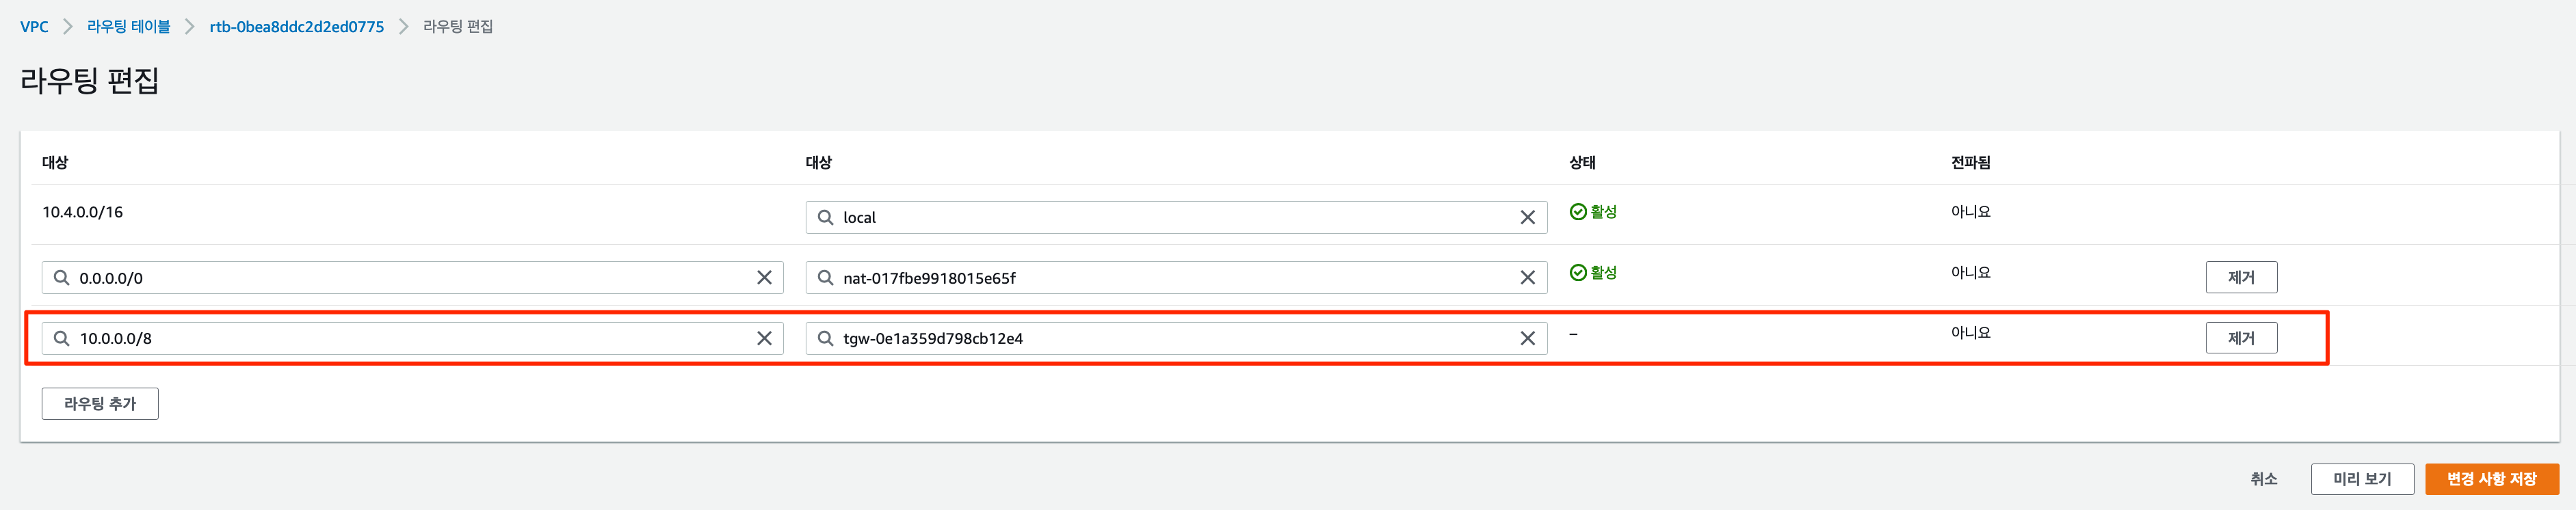 VPC 라우팅 테이블 rtb-0bea8ddc2d2ed0775 라우팅 편집
라우팅 편집
대상 대상 상태 전파됨
10.4.0.0/16 local 활성 아니요
0.0.0.0/0 nat-017fbe9918015e65f 활성 아니요 제거
10.0.0.0/8 tgw-0e1a359d798cb12e4 – 아니요 제거
라우팅 추가
취소 미리 보기 변경 사항 저장